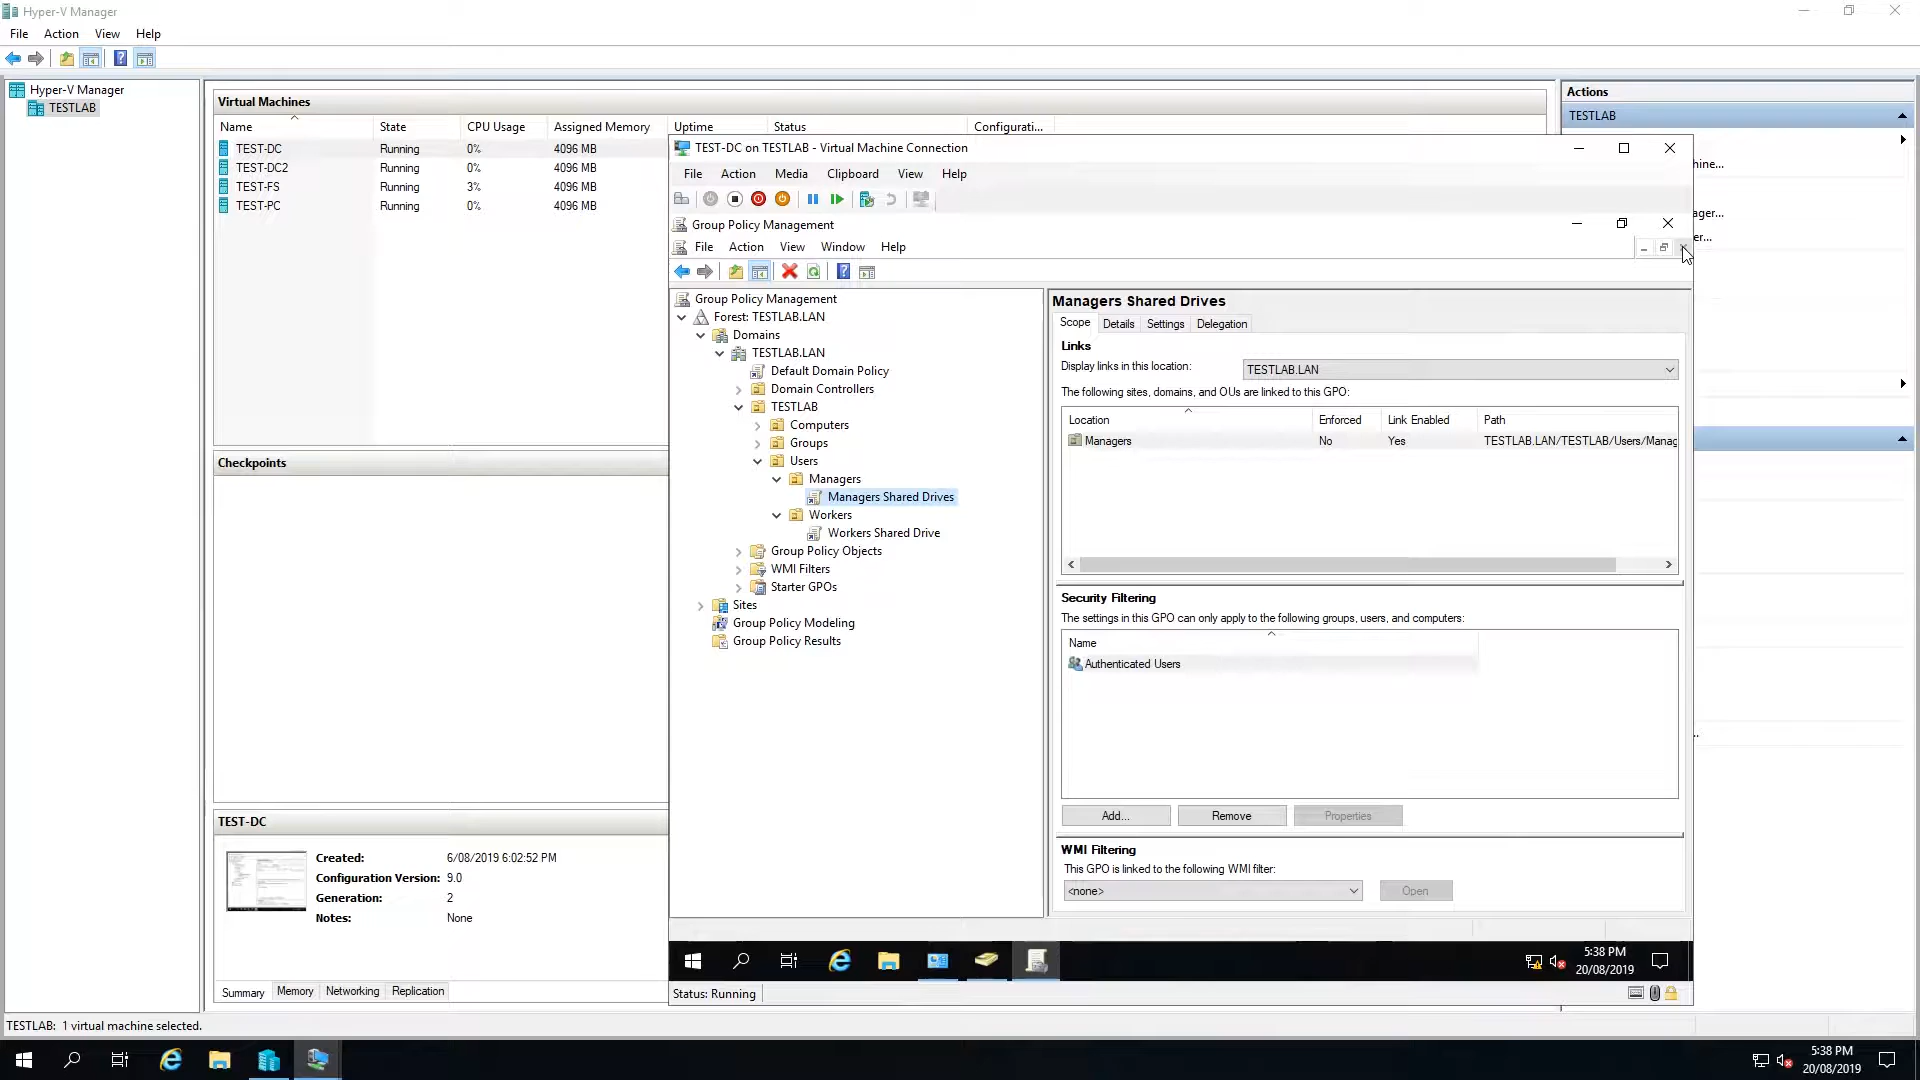 Hyper-V Manager
File Action View Help
Hyper-V Manager
TESTLAB
Virtual Machines
Name State CPU Usage Assigned Memory Uptime Status Configurati...
TEST-DC Running 0% 4096 MB
TEST-DC2 Running 0% 4096 MB
TEST-FS Running 3% 4096 MB
TEST-PC Running 0% 4096 MB
Checkpoints
TEST-DC
Created: 6/08/2019 6:02:52 PM
Configuration Version: 9.0
Generation: 2
Notes: None
Summary Memory Networking Replication
TESTLAB: 1 virtual machine selected.
Actions
TESTLAB
hine...
ager...
er...
TEST-DC on TESTLAB - Virtual Machine Connection
File Action Media Clipboard View Help
Group Policy Management
File Action View Window Help
Group Policy Management
Forest: TESTLAB.LAN
Domains
TESTLAB.LAN
Default Domain Policy
Domain Controllers
TESTLAB
Computers
Groups
Users
Managers
Managers Shared Drives
Workers
Workers Shared Drive
Group Policy Objects
WMI Filters
Starter GPOs
Sites
Group Policy Modeling
Group Policy Results
Managers Shared Drives
Scope Details Settings Delegation
Links
Display links in this location: TESTLAB.LAN
The following sites, domains, and OUs are linked to this GPO:
Location Enforced Link Enabled Path
Managers No Yes TESTLAB.LAN/TESTLAB/Users/Manag
Security Filtering
The settings in this GPO can only apply to the following groups, users, and computers:
Name
Authenticated Users
Add... Remove Properties
WMI Filtering
This GPO is linked to the following WMI filter:
<none> Open
5:38 PM
20/08/2019
Status: Running
5:38 PM
20/08/2019